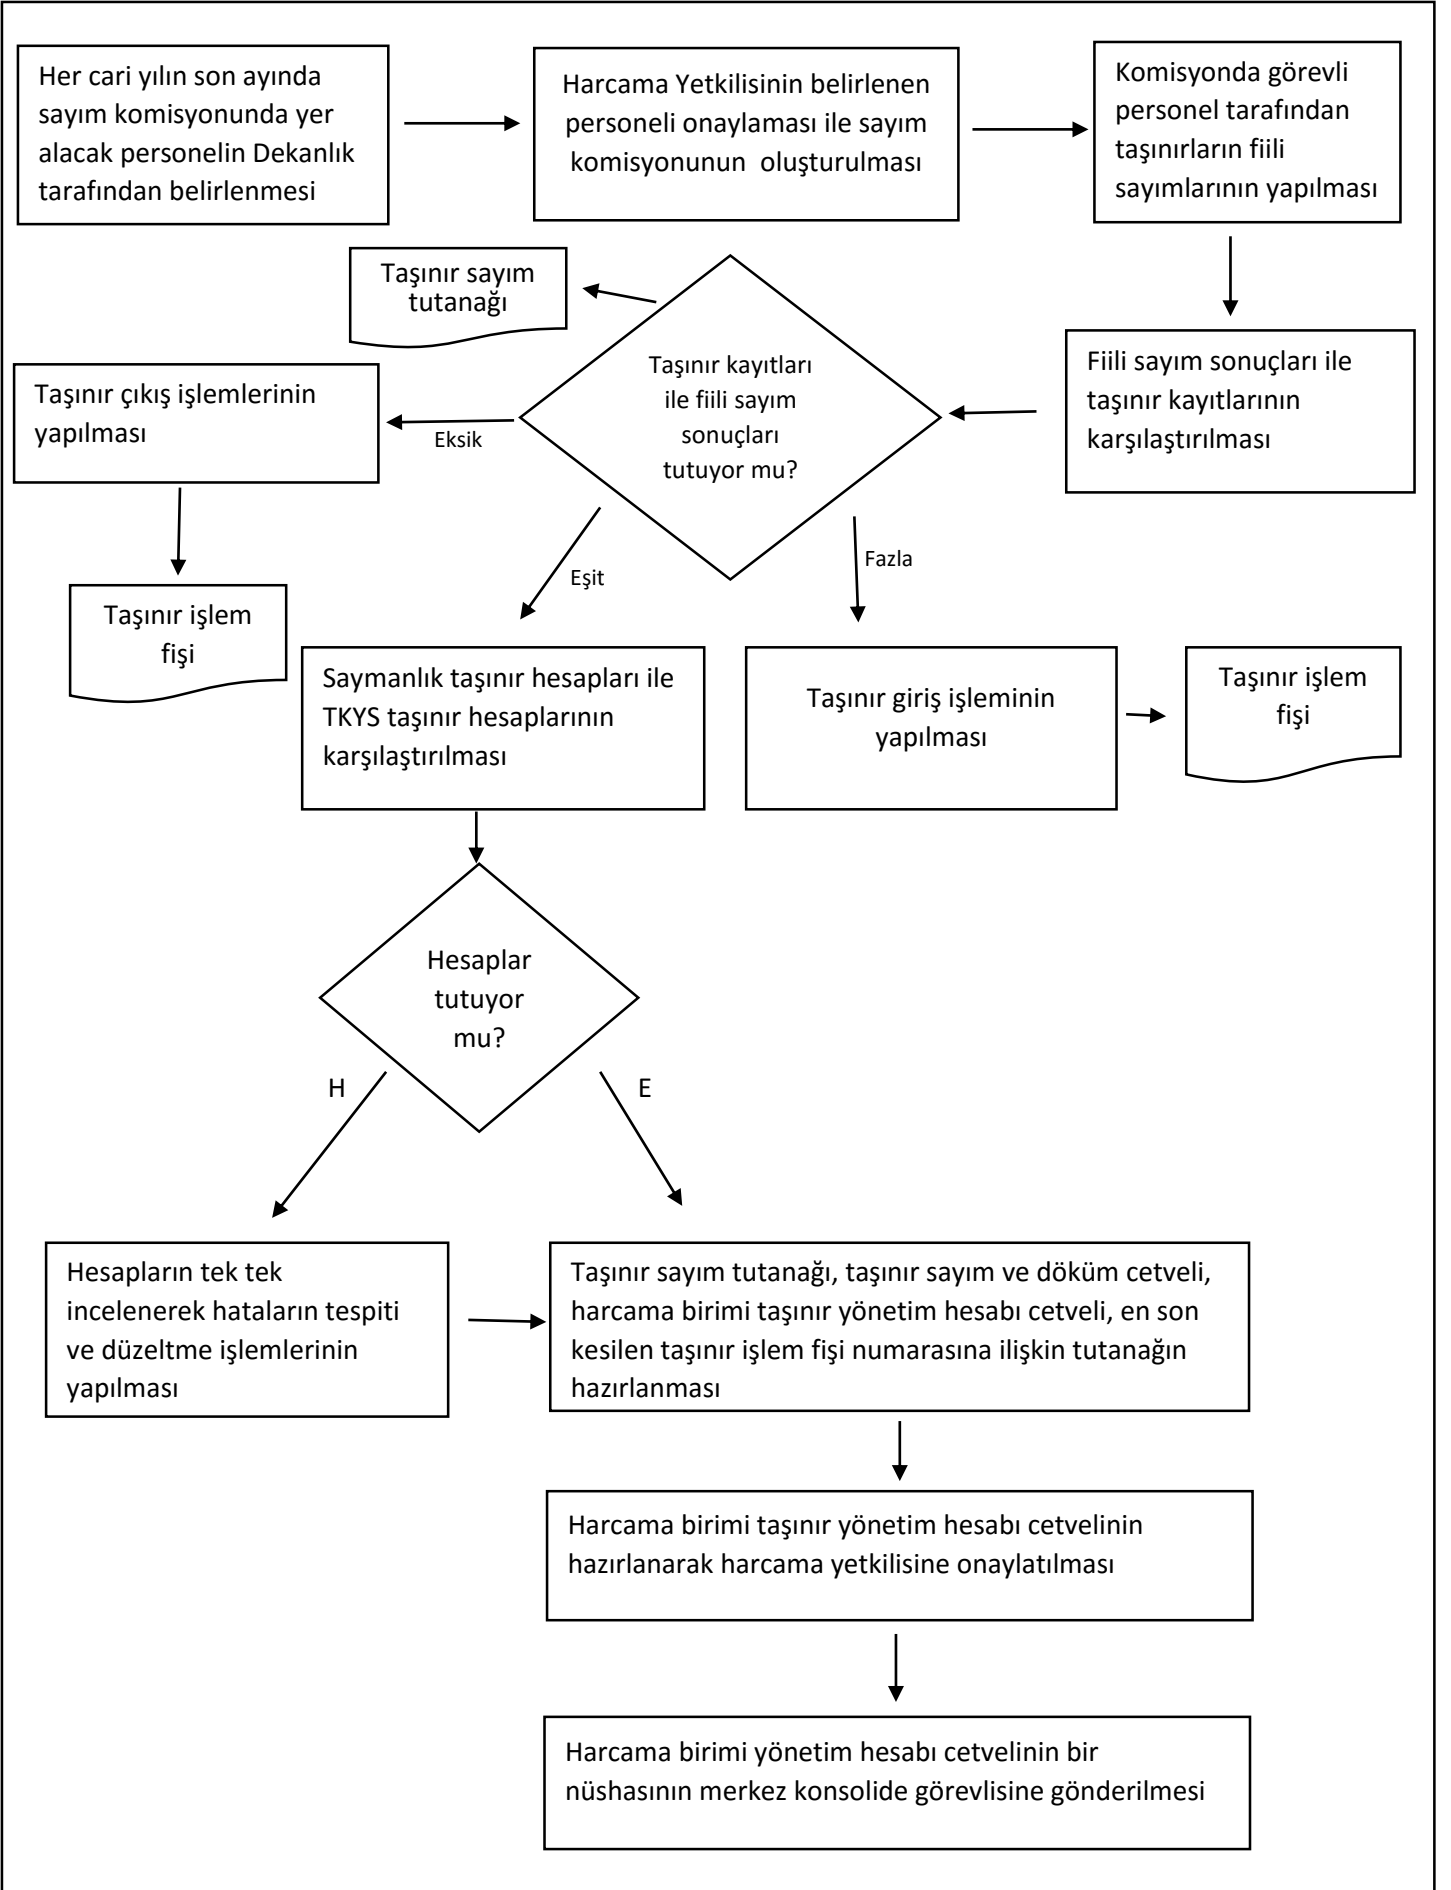 Her cari yılın son ayında
sayım komisyonunda yer
alacak personelin Dekanlık
tarafından belirlenmesi
Harcama Yetkilisinin belirlenen
personeli onaylaması ile sayım
komisyonunun oluşturulması
Komisyonda görevli
personel tarafından
taşınırların fiili
sayımlarının yapılması
Taşınır sayım
tutanağı
Taşınır kayıtları
ile fiili sayım
sonuçları
tutuyor mu?
Fiili sayım sonuçları ile
taşınır kayıtlarının
karşılaştırılması
Taşınır çıkış işlemlerinin
yapılması
Eksik
Eşit
Fazla
Taşınır işlem
fişi
Saymanlık taşınır hesapları ile
TKYS taşınır hesaplarının
karşılaştırılması
Taşınır giriş işleminin
yapılması
Taşınır işlem
fişi
Hesaplar
tutuyor
mu?
H
E
Hesapların tek tek
incelenerek hataların tespiti
ve düzeltme işlemlerinin
yapılması
Taşınır sayım tutanağı, taşınır sayım ve döküm cetveli,
harcama birimi taşınır yönetim hesabı cetveli, en son
kesilen taşınır işlem fişi numarasına ilişkin tutanağın
hazırlanması
Harcama birimi taşınır yönetim hesabı cetvelinin
hazırlanarak harcama yetkilisine onaylatılması
Harcama birimi yönetim hesabı cetvelinin bir
nüshasının merkez konsolide görevlisine gönderilmesi